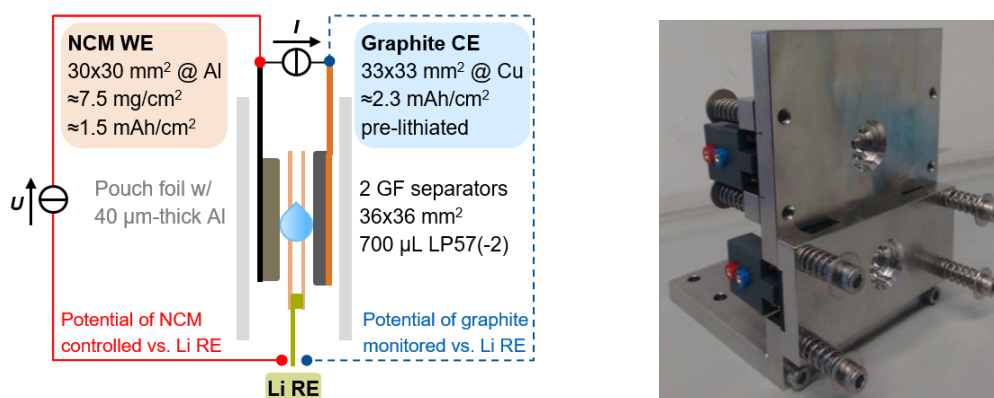 NCM WE
30x30 mm² @ Al
≈7.5 mg/cm²
≈1.5 mAh/cm²
I
Graphite CE
33x33 mm² @ Cu
≈2.3 mAh/cm²
pre-lithiated
U
Pouch foil w/
40 µm-thick Al
2 GF separators
36x36 mm²
700 µL LP57(-2)
Potential of NCM
controlled vs. Li RE
Potential of graphite
monitored vs. Li RE
Li RE